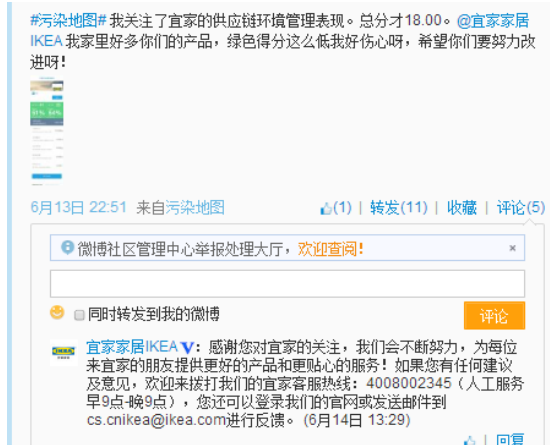 #污染地图# 我关注了宜家的供应链环境管理表现。总分才18.00。@宜家家居
IKEA 我家里好多你们的产品，绿色得分这么低我好伤心呀，希望你们要努力改
进呀!
6月13日 22:51 来自污染地图
(1) | 转发(11) | 收藏 | 评论(5)
微博社区管理中心举报处理大厅，欢迎查阅! ×
同时转发到我的微博
评论
宜家家居IKEA V：感谢您对宜家的关注，我们会不断努力，为每位
来宜家的朋友提供更好的产品和更贴心的服务！如果您有任何建议
及意见，欢迎来拨打我们的宜家客服热线：4008002345（人工服务
早9点-晚9点），您还可以登录我们的官网或发送邮件到
cs.cnikea@ikea.com进行反馈。 (6月14日 13:29)
| 回复